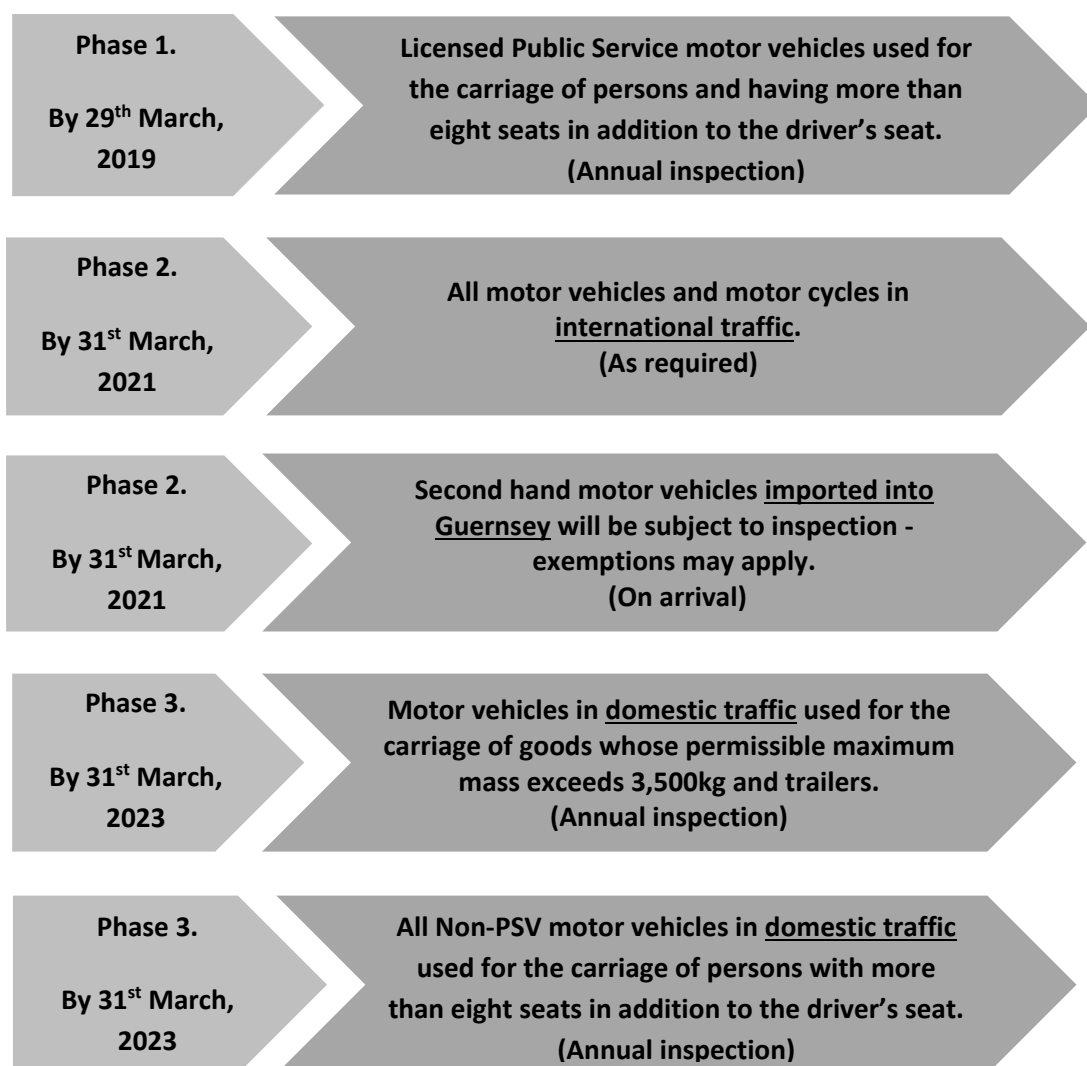 Phase 1.
By 29th March,
2019
Licensed Public Service motor vehicles used for
the carriage of persons and having more than
eight seats in addition to the driver’s seat.
(Annual inspection)
Phase 2.
By 31st March,
2021
All motor vehicles and motor cycles in
international traffic.
(As required)
Phase 2.
By 31st March,
2021
Second hand motor vehicles imported into
Guernsey will be subject to inspection -
exemptions may apply.
(On arrival)
Phase 3.
By 31st March,
2023
Motor vehicles in domestic traffic used for the
carriage of goods whose permissible maximum
mass exceeds 3,500kg and trailers.
(Annual inspection)
Phase 3.
By 31st March,
2023
All Non-PSV motor vehicles in domestic traffic
used for the carriage of persons with more
than eight seats in addition to the driver’s seat.
(Annual inspection)